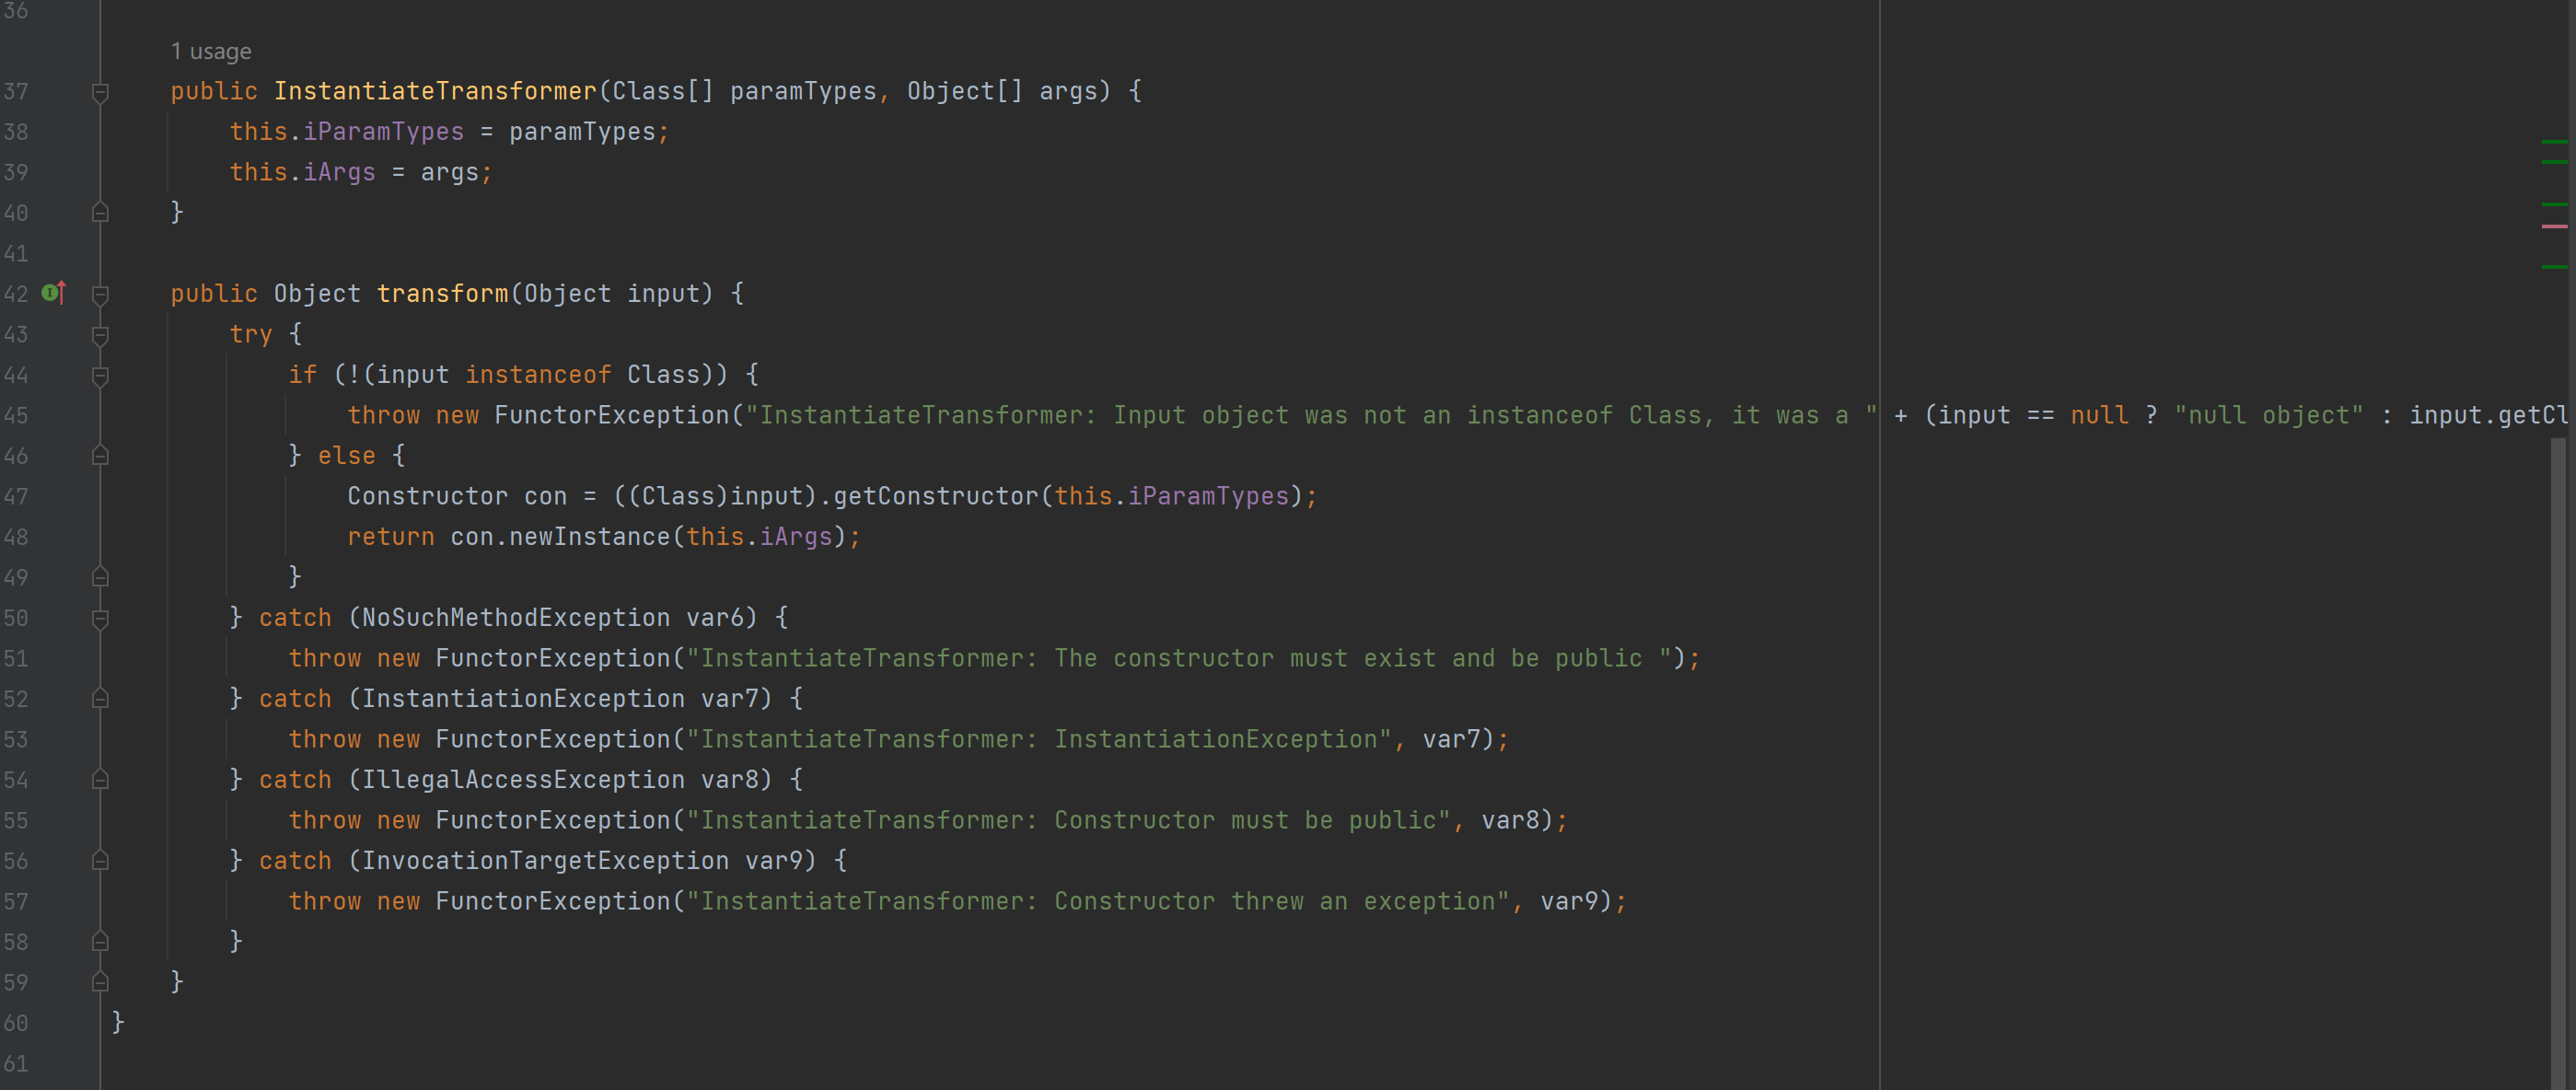 36
1 usage
37 public InstantiateTransformer(Class[] paramTypes, Object[] args) {
38 this.iParamTypes = paramTypes;
39 this.iArgs = args;
40 }
41
42 public Object transform(Object input) {
43 try {
44 if (!(input instanceof Class)) {
45 throw new FunctorException("InstantiateTransformer: Input object was not an instanceof Class, it was a " + (input == null ? "null object" : input.getCl
46 } else {
47 Constructor con = ((Class)input).getConstructor(this.iParamTypes);
48 return con.newInstance(this.iArgs);
49 }
50 } catch (NoSuchMethodException var6) {
51 throw new FunctorException("InstantiateTransformer: The constructor must exist and be public ");
52 } catch (InstantiationException var7) {
53 throw new FunctorException("InstantiateTransformer: InstantiationException", var7);
54 } catch (IllegalAccessException var8) {
55 throw new FunctorException("InstantiateTransformer: Constructor must be public", var8);
56 } catch (InvocationTargetException var9) {
57 throw new FunctorException("InstantiateTransformer: Constructor threw an exception", var9);
58 }
59 }
60 }
61